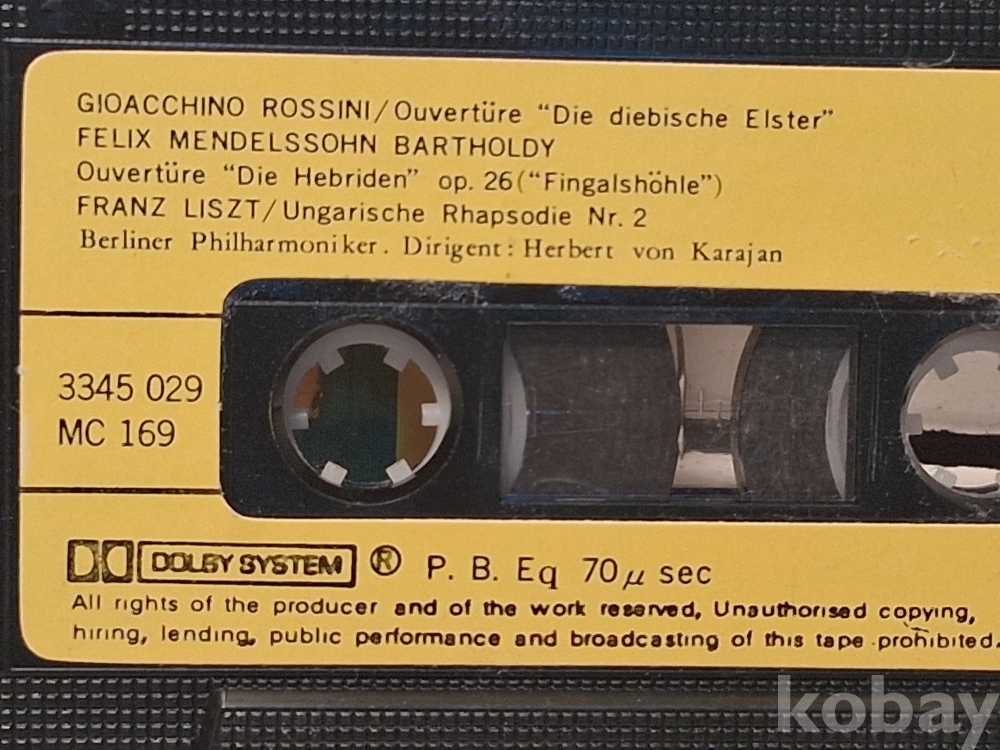 GIOACCHINO ROSSINI/Ouvertüre "Die diebische Elster"
FELIX MENDELSSOHN BARTHOLDY
Ouvertüre "Die Hebriden" op. 26("Fingalshöhle")
FRANZ LISZT/Ungarische Rhapsodie Nr. 2
Berliner Philharmoniker. Dirigent: Herbert von Karajan
3345 029
MC 169
DOLBY SYSTEM ® P. B. Eq 70 µ sec
All rights of the producer and of the work reserved, Unauthorised copying,
hiring, lending, public performance and broadcasting of this tape prohibited.
kobay